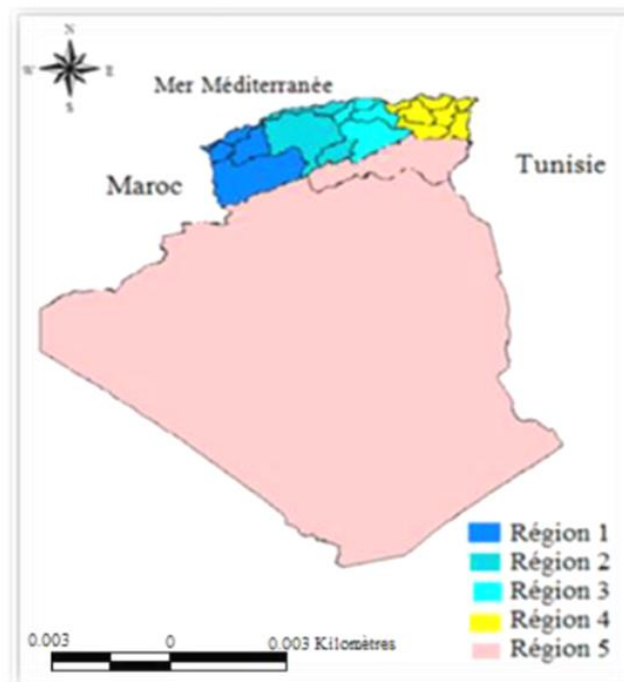 N
W E
S
Mer Méditerranée
Maroc
Tunisie
Région 1
Région 2
Région 3
Région 4
Région 5
0.003 0 0.003 Kilomètres